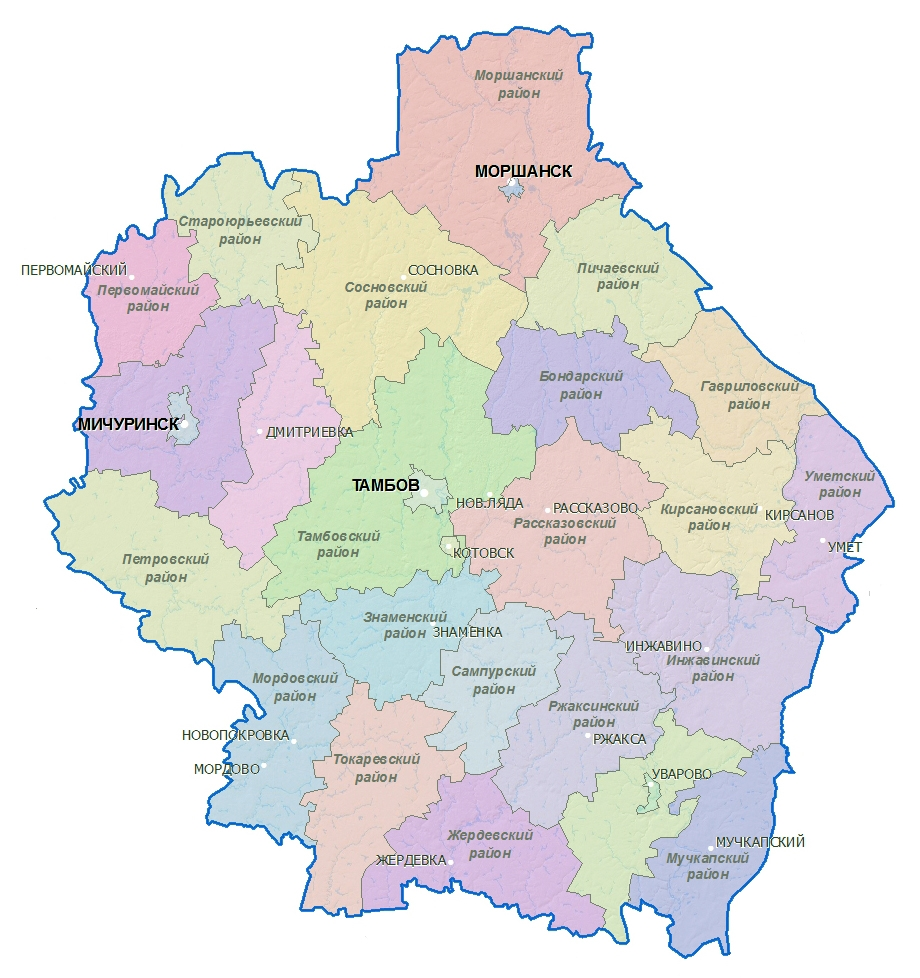 Моршанский
район
МОРШАНСК
Староюрьевский
район
ПЕРВОМАЙСКИЙ
Первомайский
район
СОСНОВКА
Сосновский
район
Пичаевский
район
Бондарский
район
Гавриловский
район
МИЧУРИНСК
ДМИТРИЕВКА
ТАМБОВ
НОВ.ЛЯДА
РАССКАЗОВО
Рассказовский
район
Кирсановский
район
КИРСАНОВ
Уметский
район
УМЕТ
Тамбовский
район
КОТОВСК
Петровский
район
Знаменский
район
ЗНАМЕНКА
ИНЖАВИНО
Инжавинский
район
Мордовский
район
Сампурский
район
Ржаксинский
район
РЖАКСА
НОВОПОКРОВКА
МОРДОВО
Токаревский
район
УВАРОВО
Жердевский
район
ЖЕРДЕВКА
МУЧКАПСКИЙ
Мучкапский
район